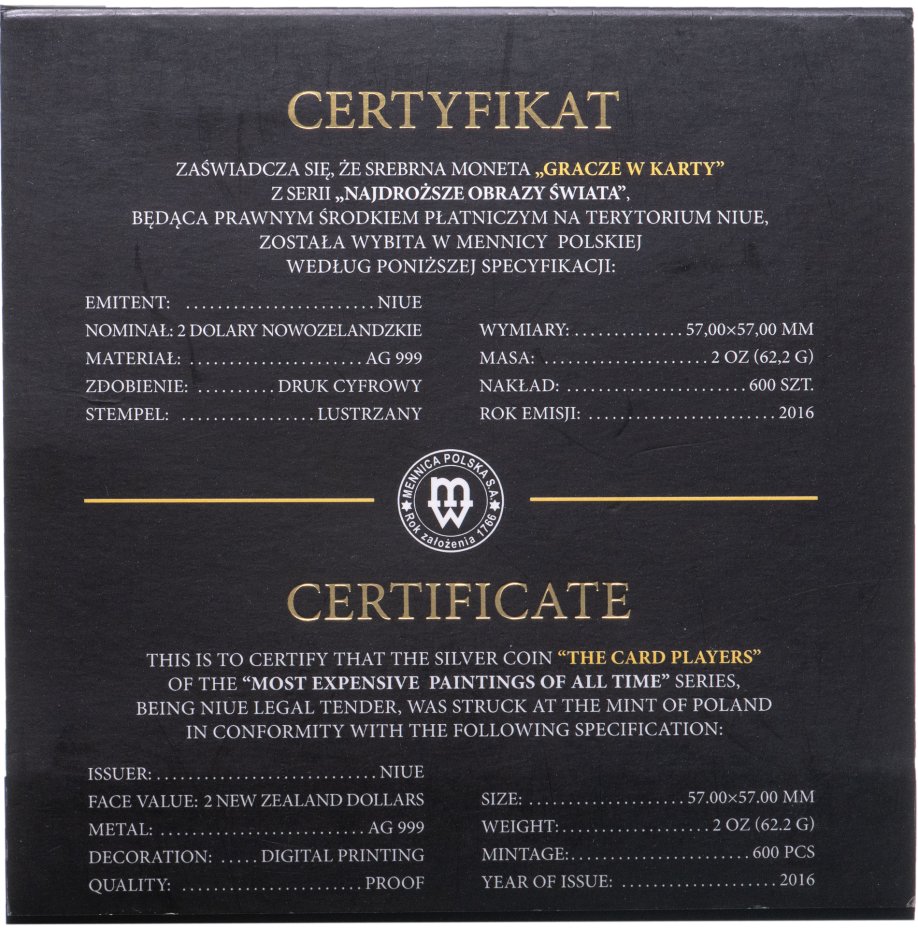 CERTYFIKAT
ZAŚWIADCZA SIĘ, ŻE SREBRNA MONETA „GRACZE W KARTY”
Z SERII „NAJDROŻSZE OBRAZY ŚWIATA”,
BĘDĄCA PRAWNYM ŚRODKIEM PŁATNICZYM NA TERYTORIUM NIUE,
ZOSTAŁA WYBITA W MENNICY POLSKIEJ
WEDŁUG PONIŻSZEJ SPECYFIKACJI:
EMITENT: ........................ NIUE
NOMINAŁ: 2 DOLARY NOWOZELANDZKIE
MATERIAŁ: ...................... AG 999
ZDOBIENIE: .......... DRUK CYFROWY
STEMPEL: ................. LUSTRZANY
WYMIARY: .............. 57,00×57,00 MM
MASA: ..................... 2 OZ (62,2 G)
NAKŁAD: ....................... 600 SZT.
ROK EMISJI: ........................ 2016
MENNICA POLSKA S.A.
mw
Rok założenia 1766
CERTIFICATE
THIS IS TO CERTIFY THAT THE SILVER COIN “THE CARD PLAYERS”
OF THE “MOST EXPENSIVE PAINTINGS OF ALL TIME” SERIES,
BEING NIUE LEGAL TENDER, WAS STRUCK AT THE MINT OF POLAND
IN CONFORMITY WITH THE FOLLOWING SPECIFICATION:
ISSUER: ............................ NIUE
FACE VALUE: 2 NEW ZEALAND DOLLARS
METAL: .......................... AG 999
DECORATION: ..... DIGITAL PRINTING
QUALITY: ....................... PROOF
SIZE: .................... 57.00×57.00 MM
WEIGHT: ................... 2 OZ (62.2 G)
MINTAGE: ....................... 600 PCS
YEAR OF ISSUE: .................... 2016